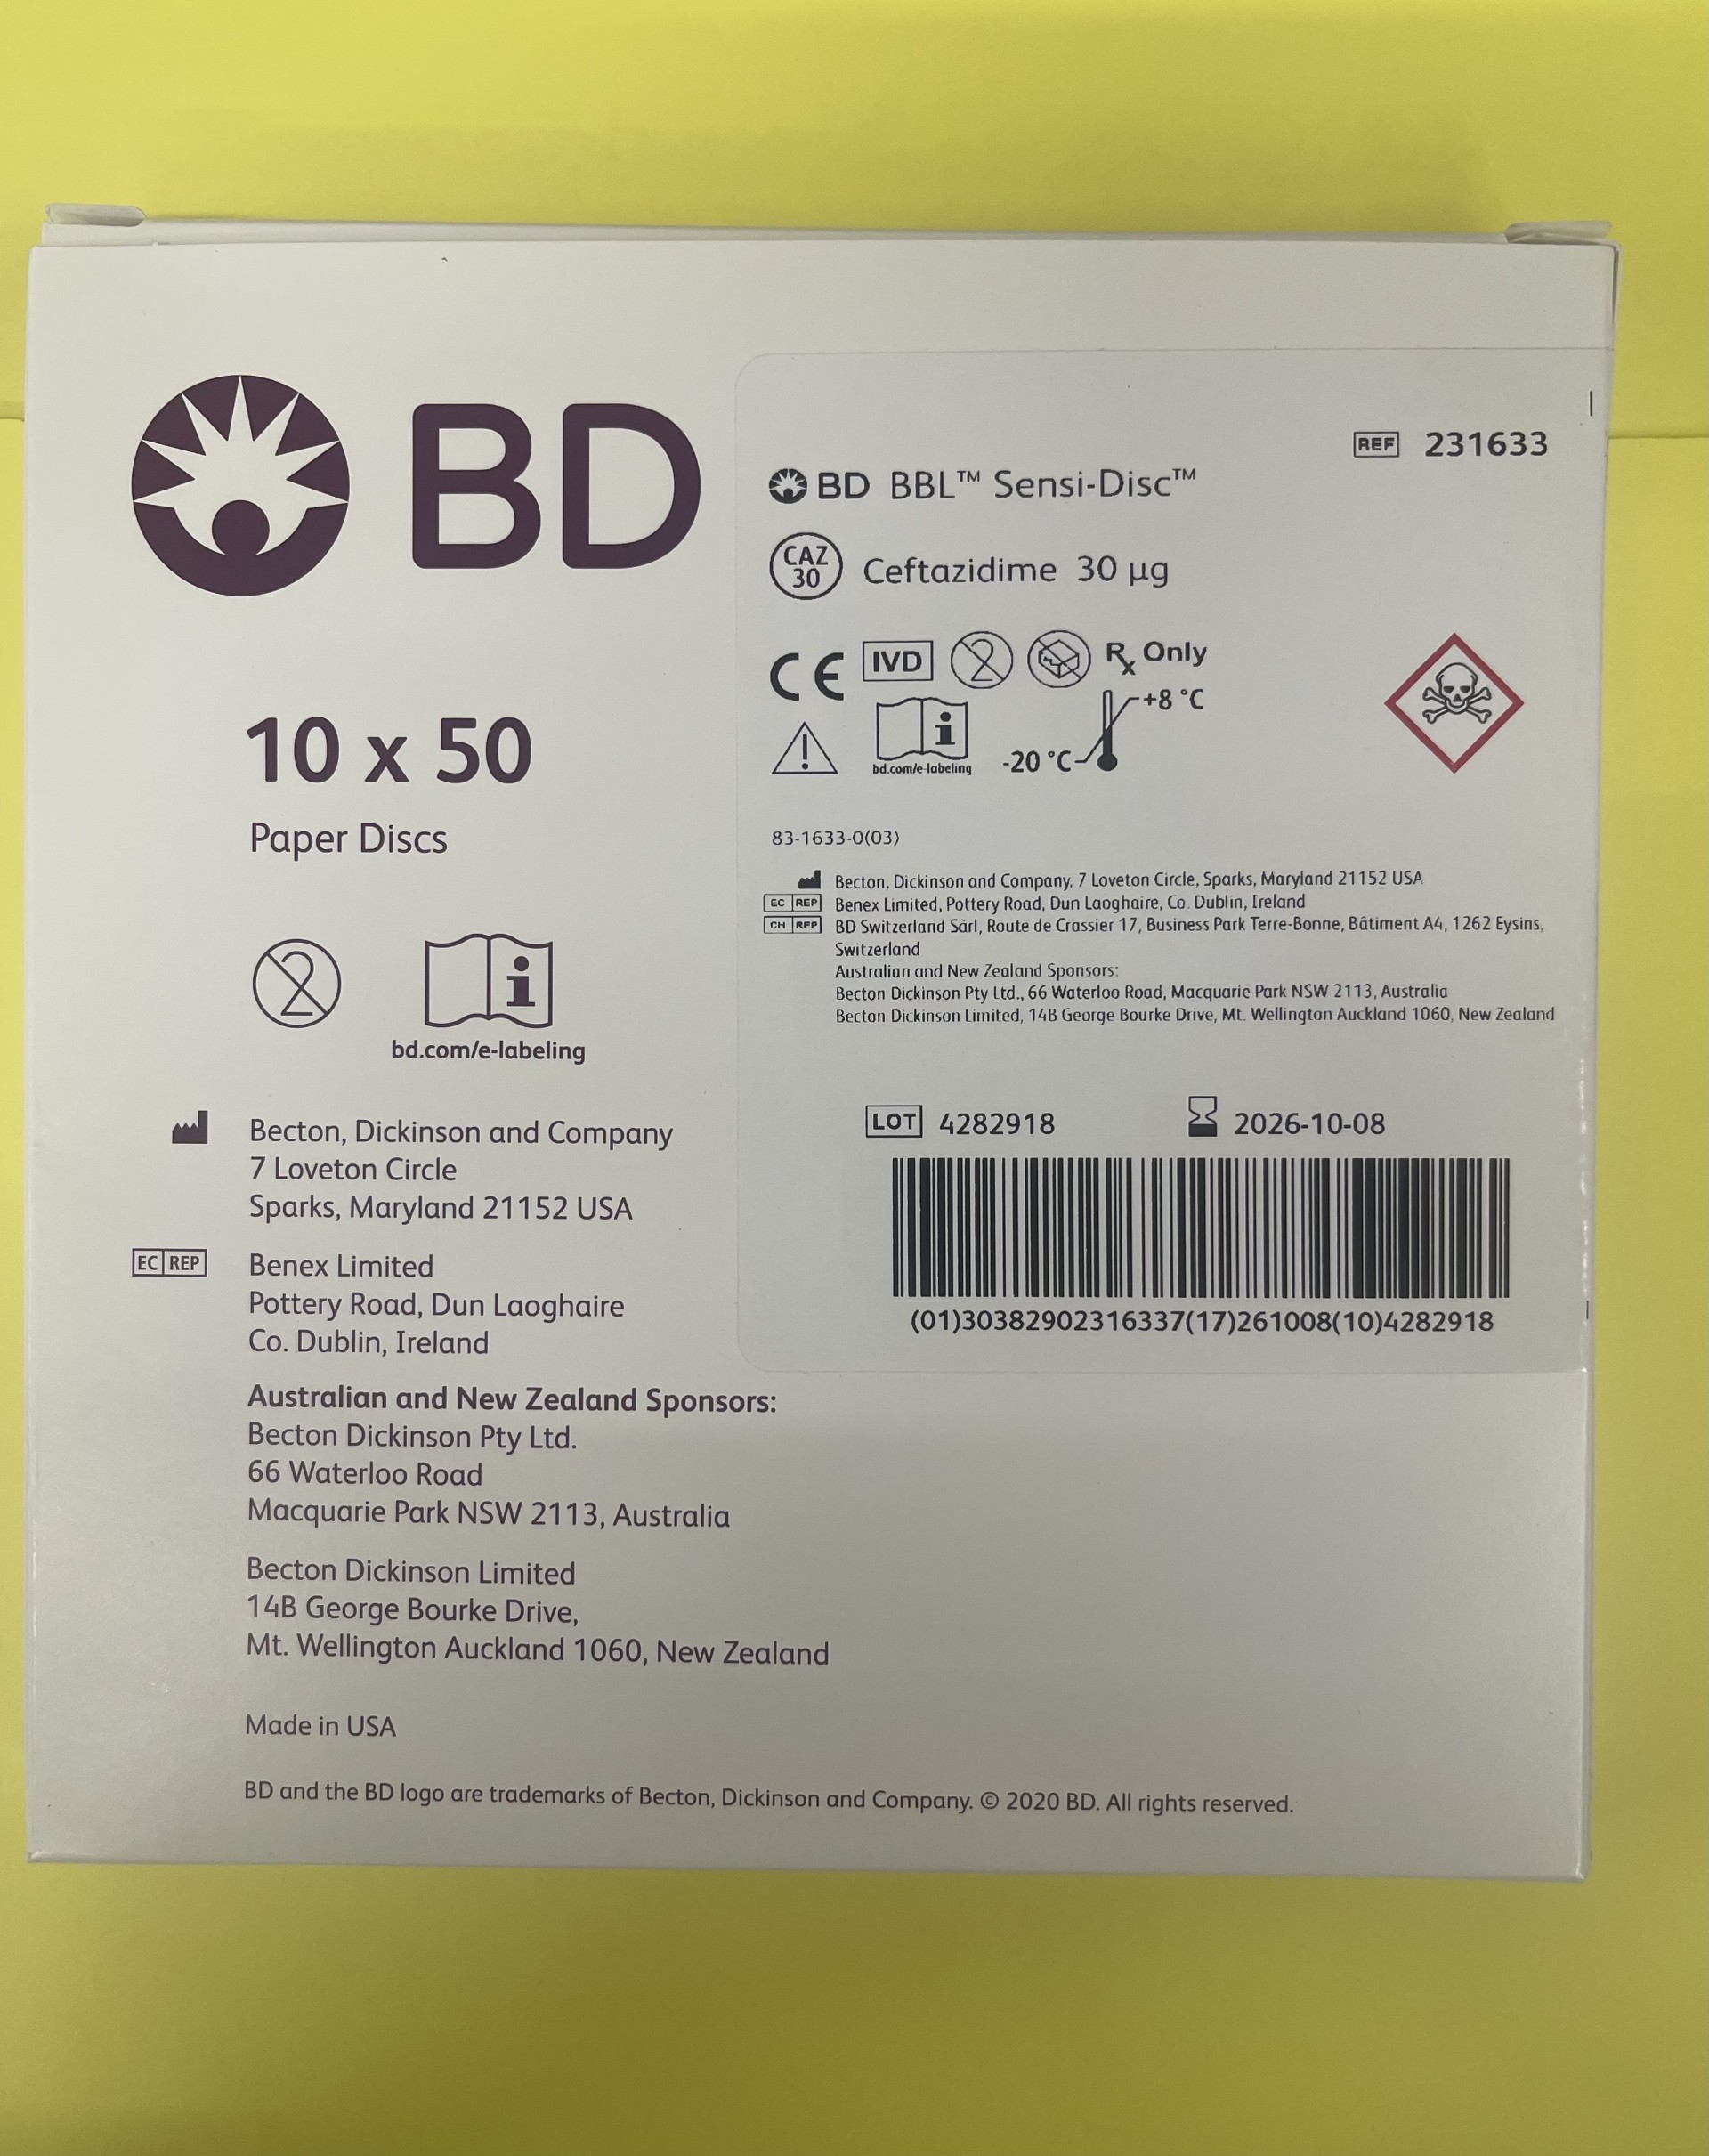 BD
10 x 50
Paper Discs
2
i
bd.com/e-labeling
Becton, Dickinson and Company
7 Loveton Circle
Sparks, Maryland 21152 USA
EC REP
Benex Limited
Pottery Road, Dun Laoghaire
Co. Dublin, Ireland
Australian and New Zealand Sponsors:
Becton Dickinson Pty Ltd.
66 Waterloo Road
Macquarie Park NSW 2113, Australia
Becton Dickinson Limited
14B George Bourke Drive,
Mt. Wellington Auckland 1060, New Zealand
Made in USA
BD and the BD logo are trademarks of Becton, Dickinson and Company. © 2020 BD. All rights reserved.
REF 231633
BD BBL™ Sensi-Disc™
CAZ
30
Ceftazidime 30 µg
CE IVD 2 Rx Only
! i
bd.com/e-labeling
+8 °C
-20 °C
83-1633-0(03)
Becton, Dickinson and Company, 7 Loveton Circle, Sparks, Maryland 21152 USA
EC REP Benex Limited, Pottery Road, Dun Laoghaire, Co. Dublin, Ireland
CH REP BD Switzerland Sàrl, Route de Crassier 17, Business Park Terre-Bonne, Bâtiment A4, 1262 Eysins,
Switzerland
Australian and New Zealand Sponsors:
Becton Dickinson Pty Ltd., 66 Waterloo Road, Macquarie Park NSW 2113, Australia
Becton Dickinson Limited, 14B George Bourke Drive, Mt. Wellington Auckland 1060, New Zealand
LOT 4282918 2026-10-08
(01)30382902316337(17)261008(10)4282918